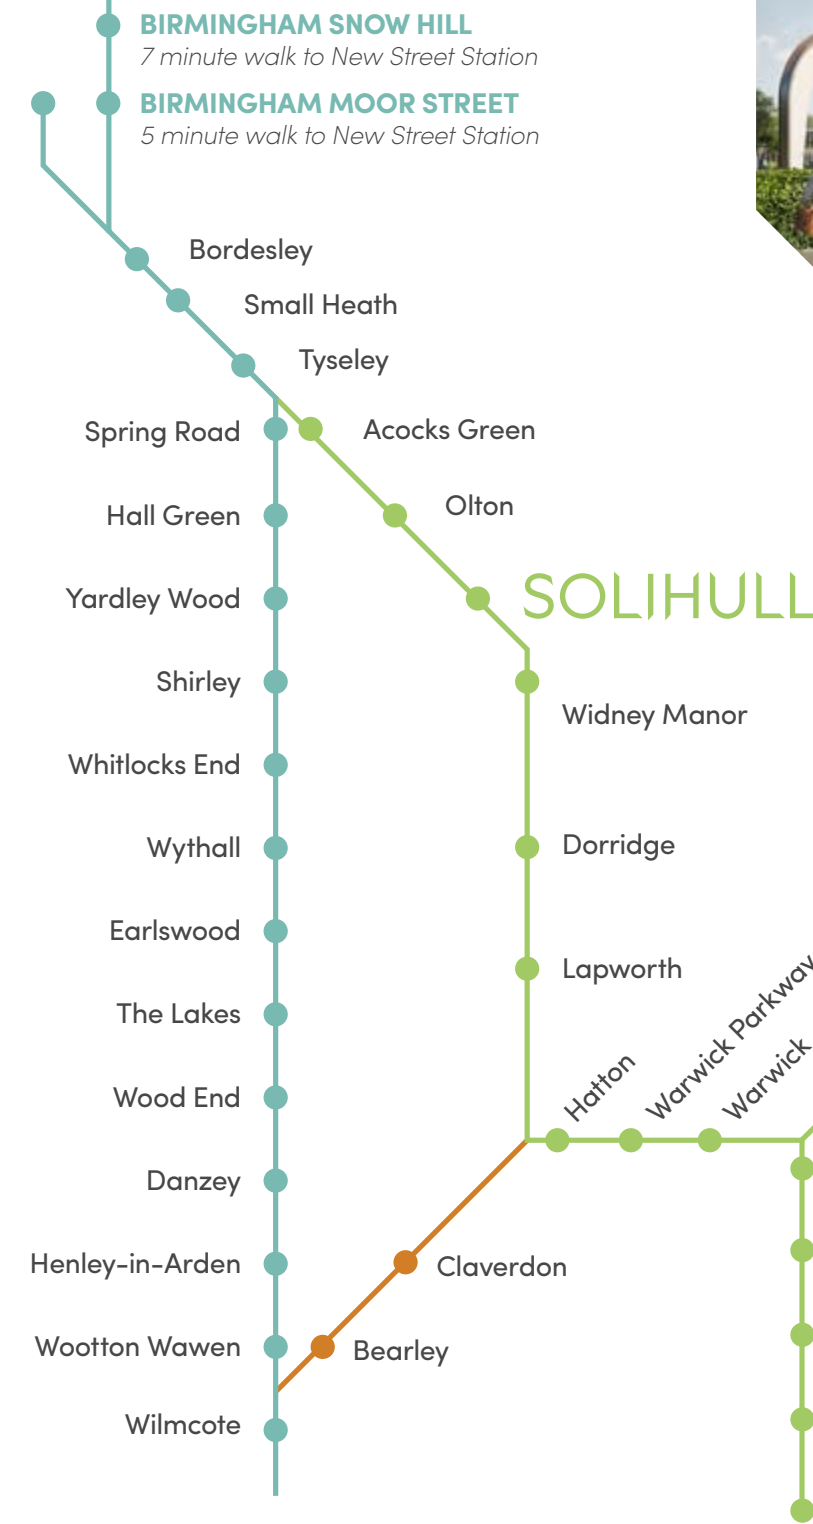 BIRMINGHAM SNOW HILL
7 minute walk to New Street Station
BIRMINGHAM MOOR STREET
5 minute walk to New Street Station
Bordesley
Small Heath
Tyseley
Spring Road
Acocks Green
Olton
Hall Green
SOLIHULL
Yardley Wood
Shirley
Widney Manor
Whitlocks End
Wythall
Dorridge
Earlswood
Lapworth
The Lakes
Hatton
Warwick Parkway
Warwick
Wood End
Danzey
Henley-in-Arden
Claverdon
Wootton Wawen
Bearley
Wilmcote